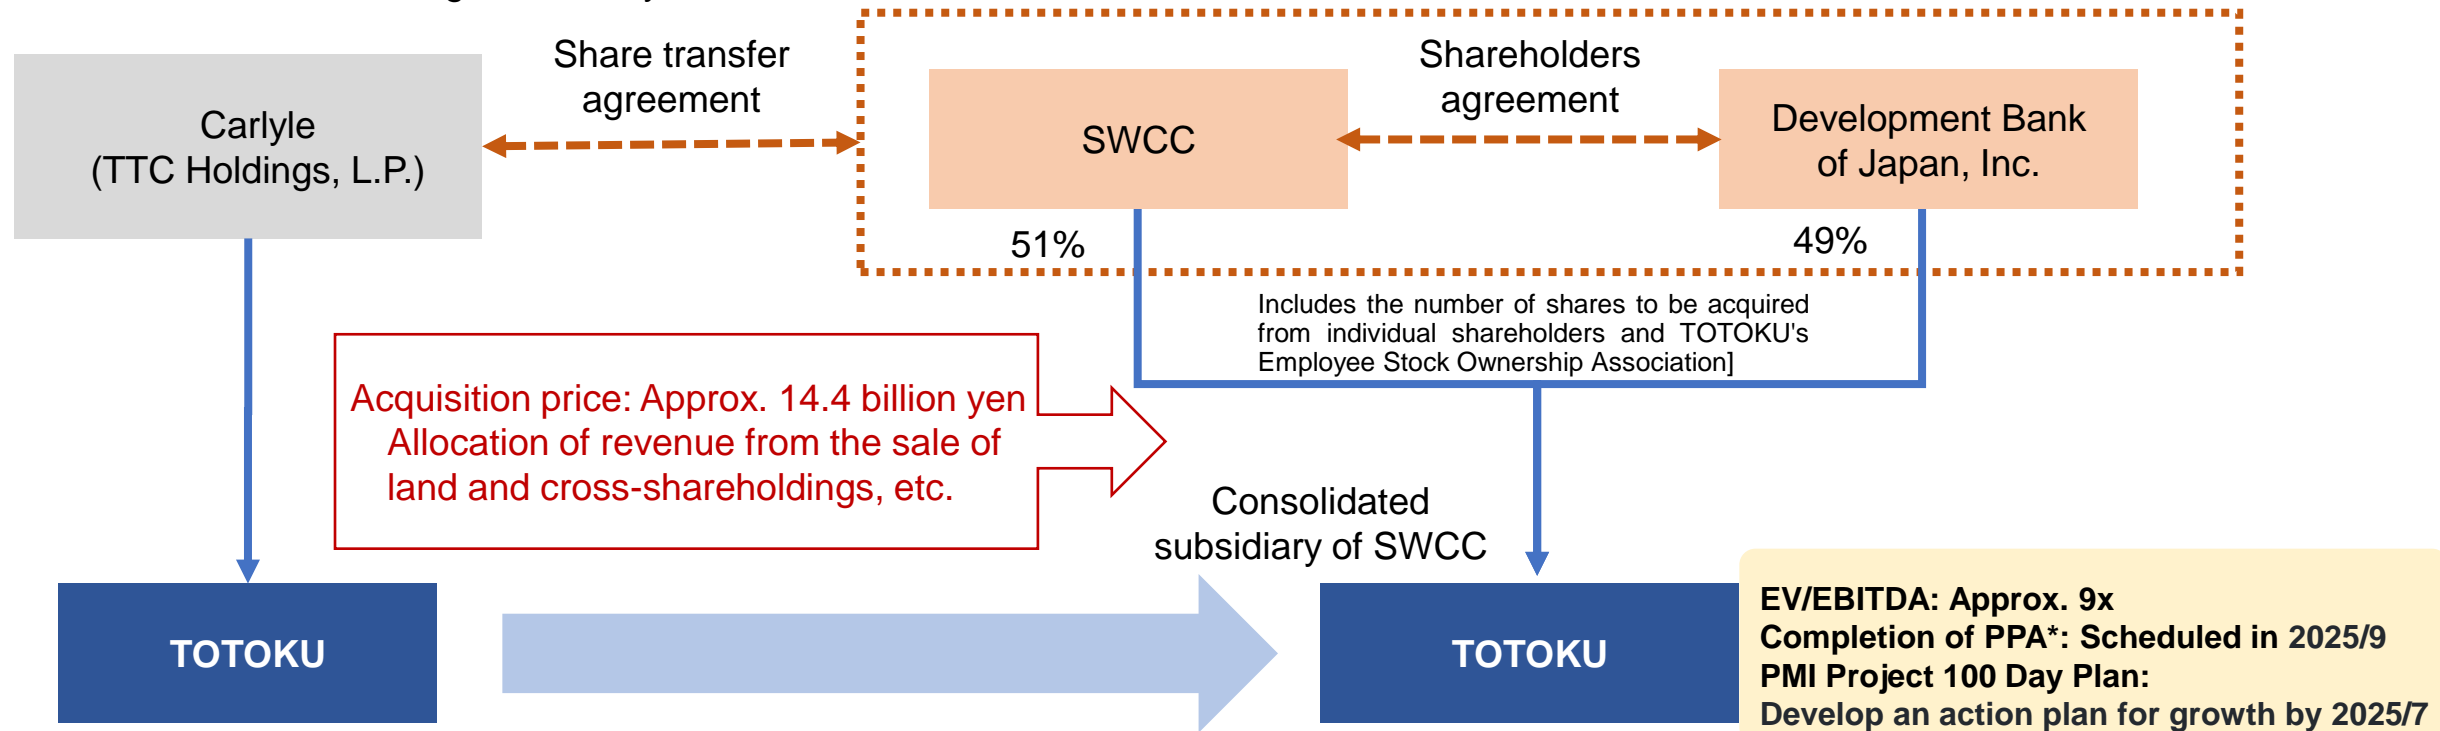 Share transfer
agreement
Shareholders
agreement
Carlyle
(TTC Holdings, L.P.)
SWCC
Development Bank
of Japan, Inc.
51%
49%
Includes the number of shares to be acquired
from individual shareholders and TOTOKU's
Employee Stock Ownership Association]
Acquisition price: Approx. 14.4 billion yen
Allocation of revenue from the sale of
land and cross-shareholdings, etc.
Consolidated
subsidiary of SWCC
TOTOKU
TOTOKU
EV/EBITDA: Approx. 9x
Completion of PPA*: Scheduled in 2025/9
PMI Project 100 Day Plan:
Develop an action plan for growth by 2025/7